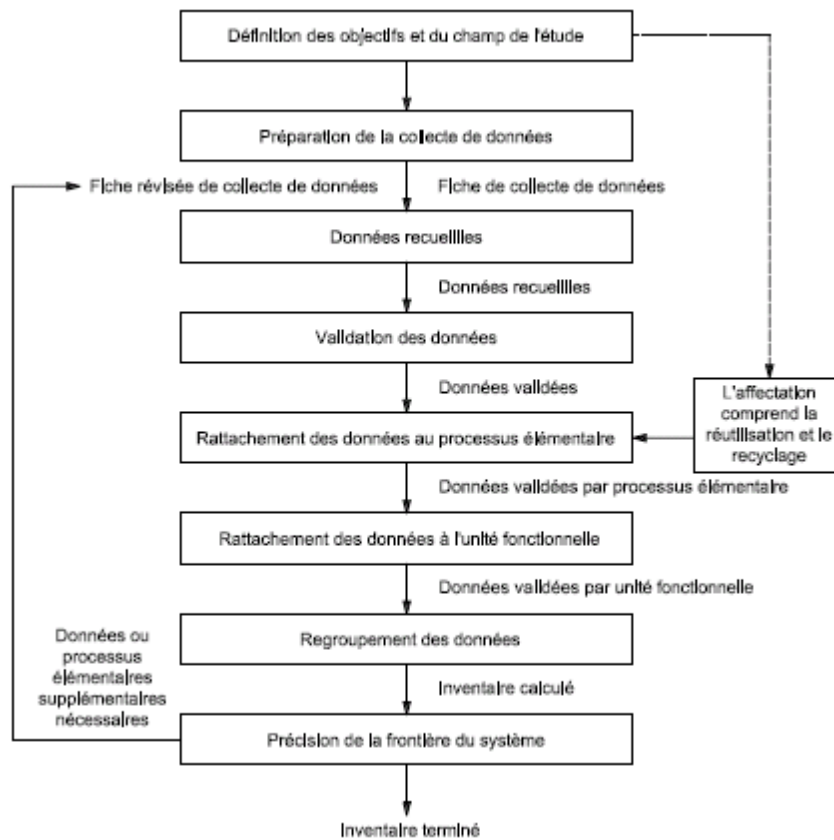 Définition des objectifs et du champ de l'étude
Préparation de la collecte de données
Fiche révisée de collecte de données
Fiche de collecte de données
Données recueillies
Données recueillies
Validation des données
Données validées
L'affectation
comprend la
réutilisation et le
recyclage
Rattachement des données au processus élémentaire
Données validées par processus élémentaire
Rattachement des données à l'unité fonctionnelle
Données validées par unité fonctionnelle
Regroupement des données
Données ou
processus
élémentaires
supplémentaires
nécessaires
Inventaire calculé
Précision de la frontière du système
Inventaire terminé